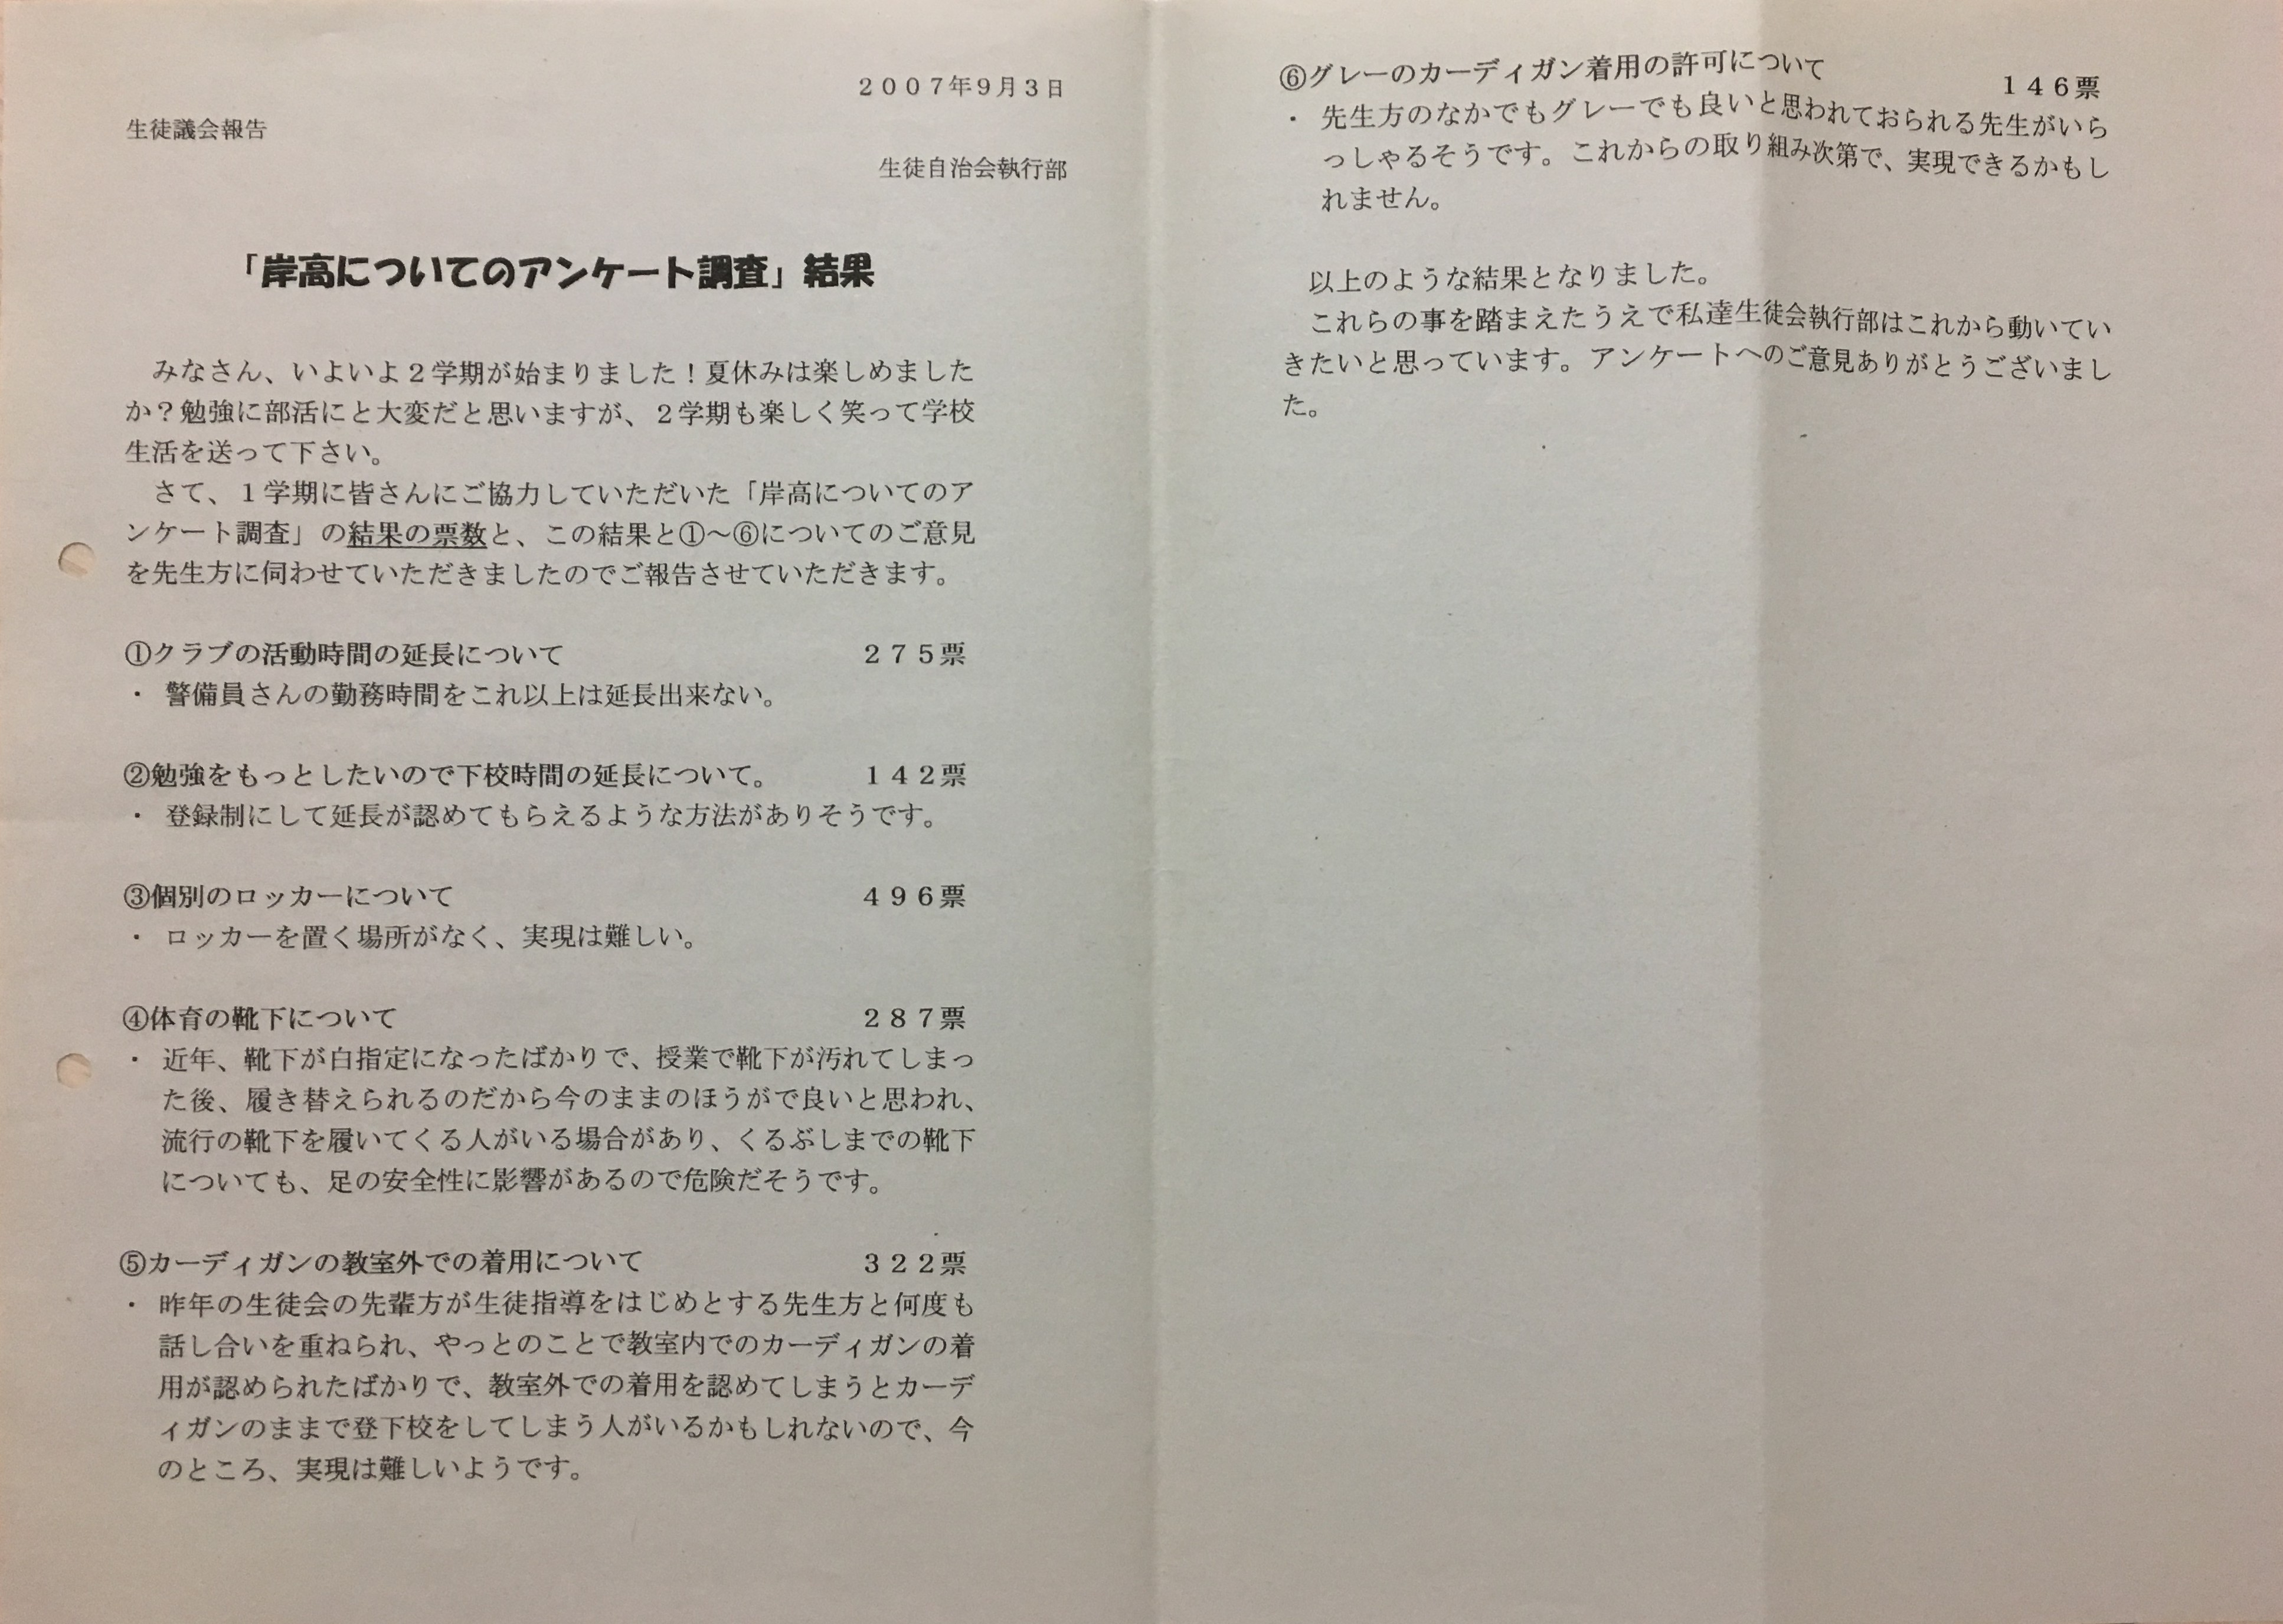 2007年9月3日
生徒議会報告
生徒自治会執行部
「岸高についてのアンケート調査」結果
みなさん、いよいよ2学期が始まりました！夏休みは楽しめました
か？勉強に部活にと大変だと思いますが、2学期も楽しく笑って学校
生活を送って下さい。
さて、1学期に皆さんにご協力していただいた「岸高についてのア
ンケート調査」の結果の票数と、この結果と①～⑥についてのご意見
を先生方に伺わせていただきましたのでご報告させていただきます。
①クラブの活動時間の延長について 275票
・ 警備員さんの勤務時間をこれ以上は延長出来ない。
②勉強をもっとしたいので下校時間の延長について。 142票
・ 登録制にして延長が認めてもらえるような方法がありそうです。
③個別のロッカーについて 496票
・ ロッカーを置く場所がなく、実現は難しい。
④体育の靴下について 287票
・ 近年、靴下が白指定になったばかりで、授業で靴下が汚れてしまっ
た後、履き替えられるのだから今のままのほうがで良いと思われ、
流行の靴下を履いてくる人がいる場合があり、くるぶしまでの靴下
についても、足の安全性に影響があるので危険だそうです。
⑤カーディガンの教室外での着用について 322票
・ 昨年の生徒会の先輩方が生徒指導をはじめとする先生方と何度も
話し合いを重ねられ、やっとのことで教室内でのカーディガンの着
用が認められたばかりで、教室外での着用を認めてしまうとカーデ
ィガンのままで登下校をしてしまう人がいるかもしれないので、今
のところ、実現は難しいようです。
⑥グレーのカーディガン着用の許可について 146票
・ 先生方のなかでもグレーでも良いと思われておられる先生がいら
っしゃるそうです。これからの取り組み次第で、実現できるかもし
れません。
以上のような結果となりました。
これらの事を踏まえたうえで私達生徒会執行部はこれから動いてい
きたいと思っています。アンケートへのご意見ありがとうございまし
た。